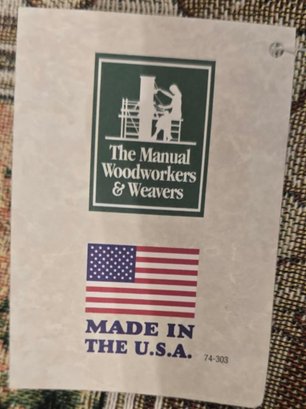 The Manual
Woodworkers
& Weavers
MADE IN
THE U.S.A.
74-303